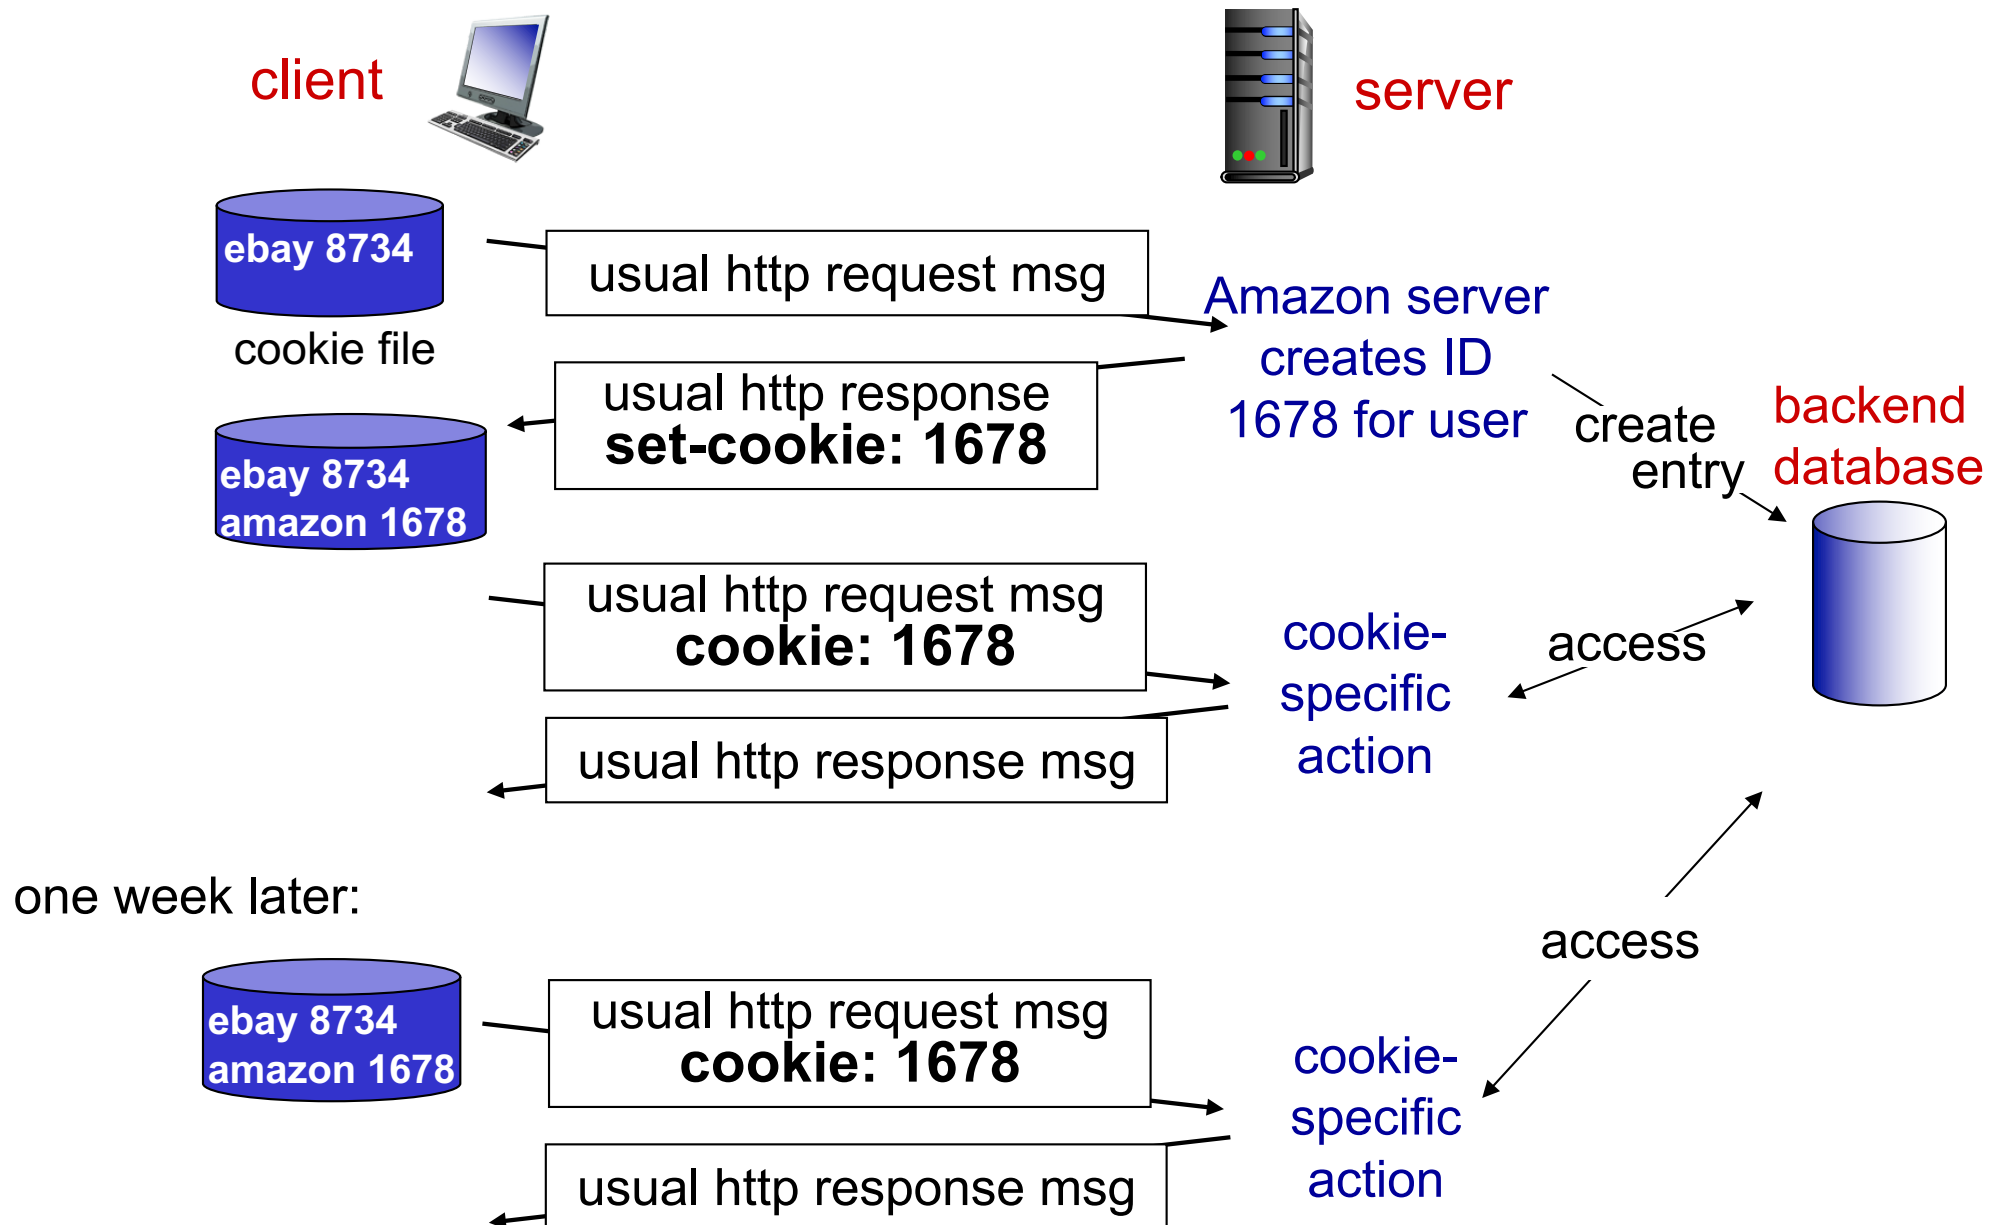 client
server
ebay 8734
cookie file
usual http request msg
Amazon server
creates ID
1678 for user
usual http response
set-cookie: 1678
create
entry
backend
database
ebay 8734
amazon 1678
usual http request msg
cookie: 1678
cookie-
specific
action
access
usual http response msg
one week later:
access
ebay 8734
amazon 1678
usual http request msg
cookie: 1678
cookie-
specific
action
usual http response msg